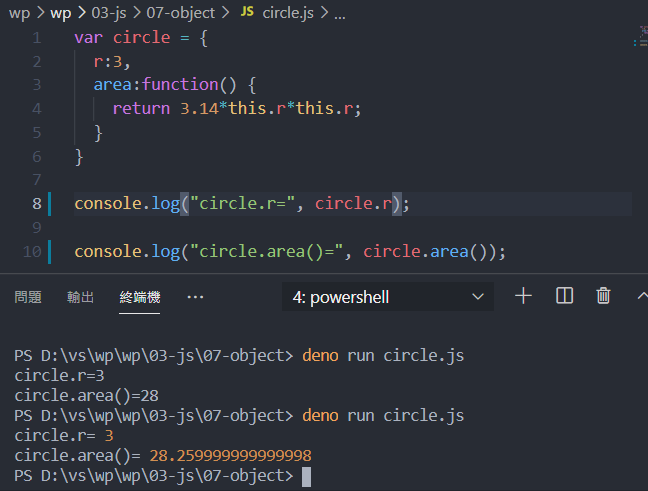 wp > wp > 03-js > 07-object > JS circle.js > ...
1 var circle = {
2 r:3,
3 area:function() {
4 return 3.14*this.r*this.r;
5 }
6 }
7
8 console.log("circle.r=", circle.r);
9
10 console.log("circle.area()=", circle.area());
問題 輸出 終端機 ··· 4: powershell
PS D:\vs\wp\wp\03-js\07-object> deno run circle.js
circle.r=3
circle.area()=28
PS D:\vs\wp\wp\03-js\07-object> deno run circle.js
circle.r= 3
circle.area()= 28.259999999999998
PS D:\vs\wp\wp\03-js\07-object>